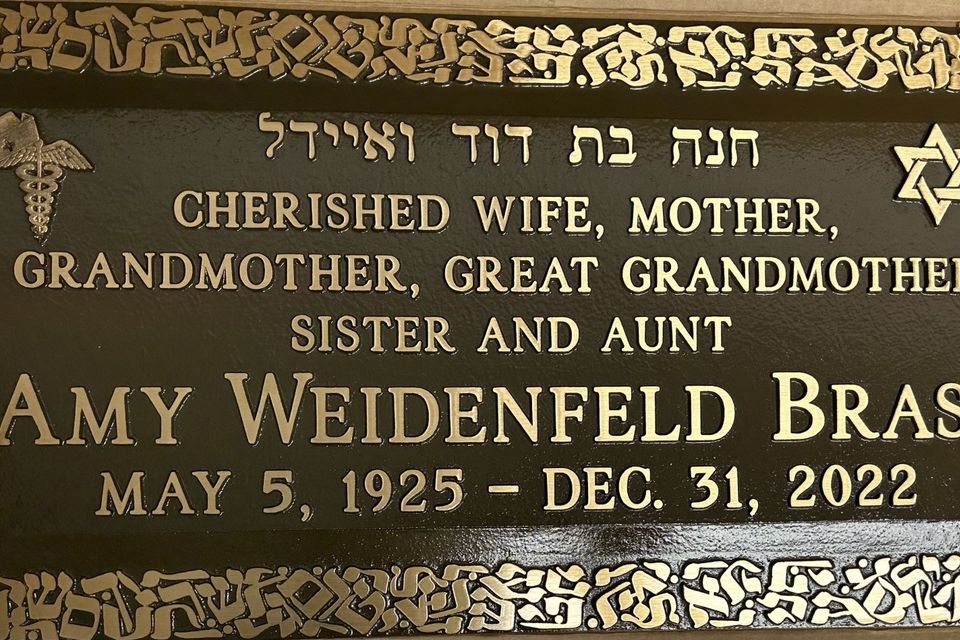 חנה בת דוד ואיידל
CHERISHED WIFE, MOTHER,
GRANDMOTHER, GREAT GRANDMOTHE
SISTER AND AUNT
AMY WEIDENFELD BRAS
MAY 5, 1925 – DEC. 31, 2022